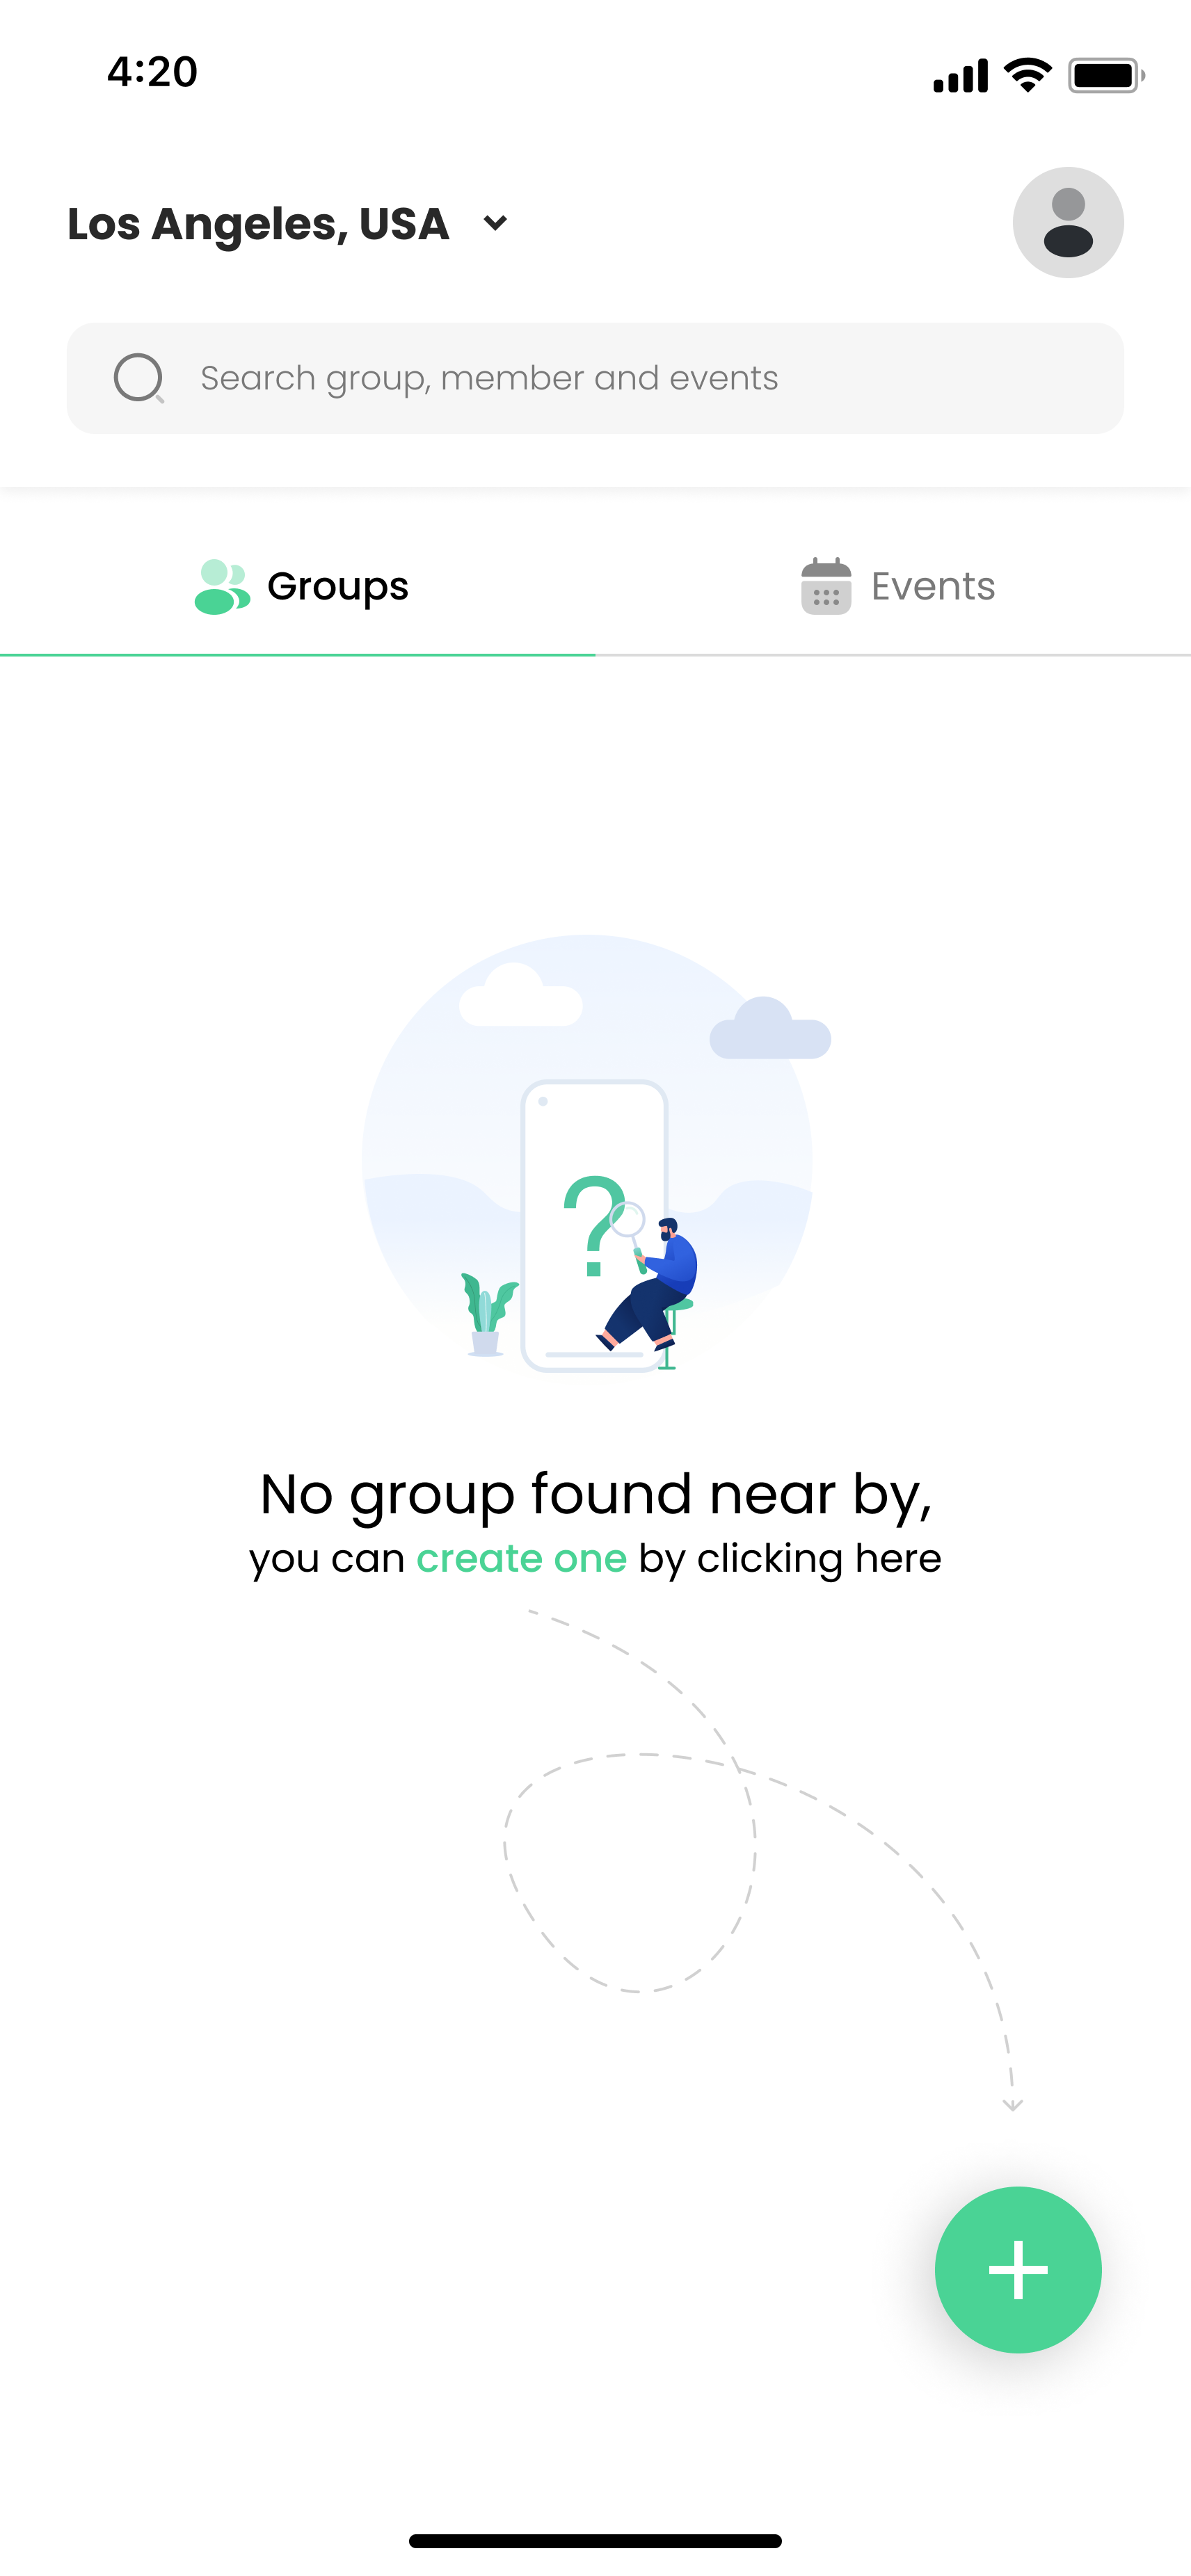 4:20
Los Angeles, USA
Search group, member and events
Groups
Events
?
No group found near by,
you can create one by clicking here